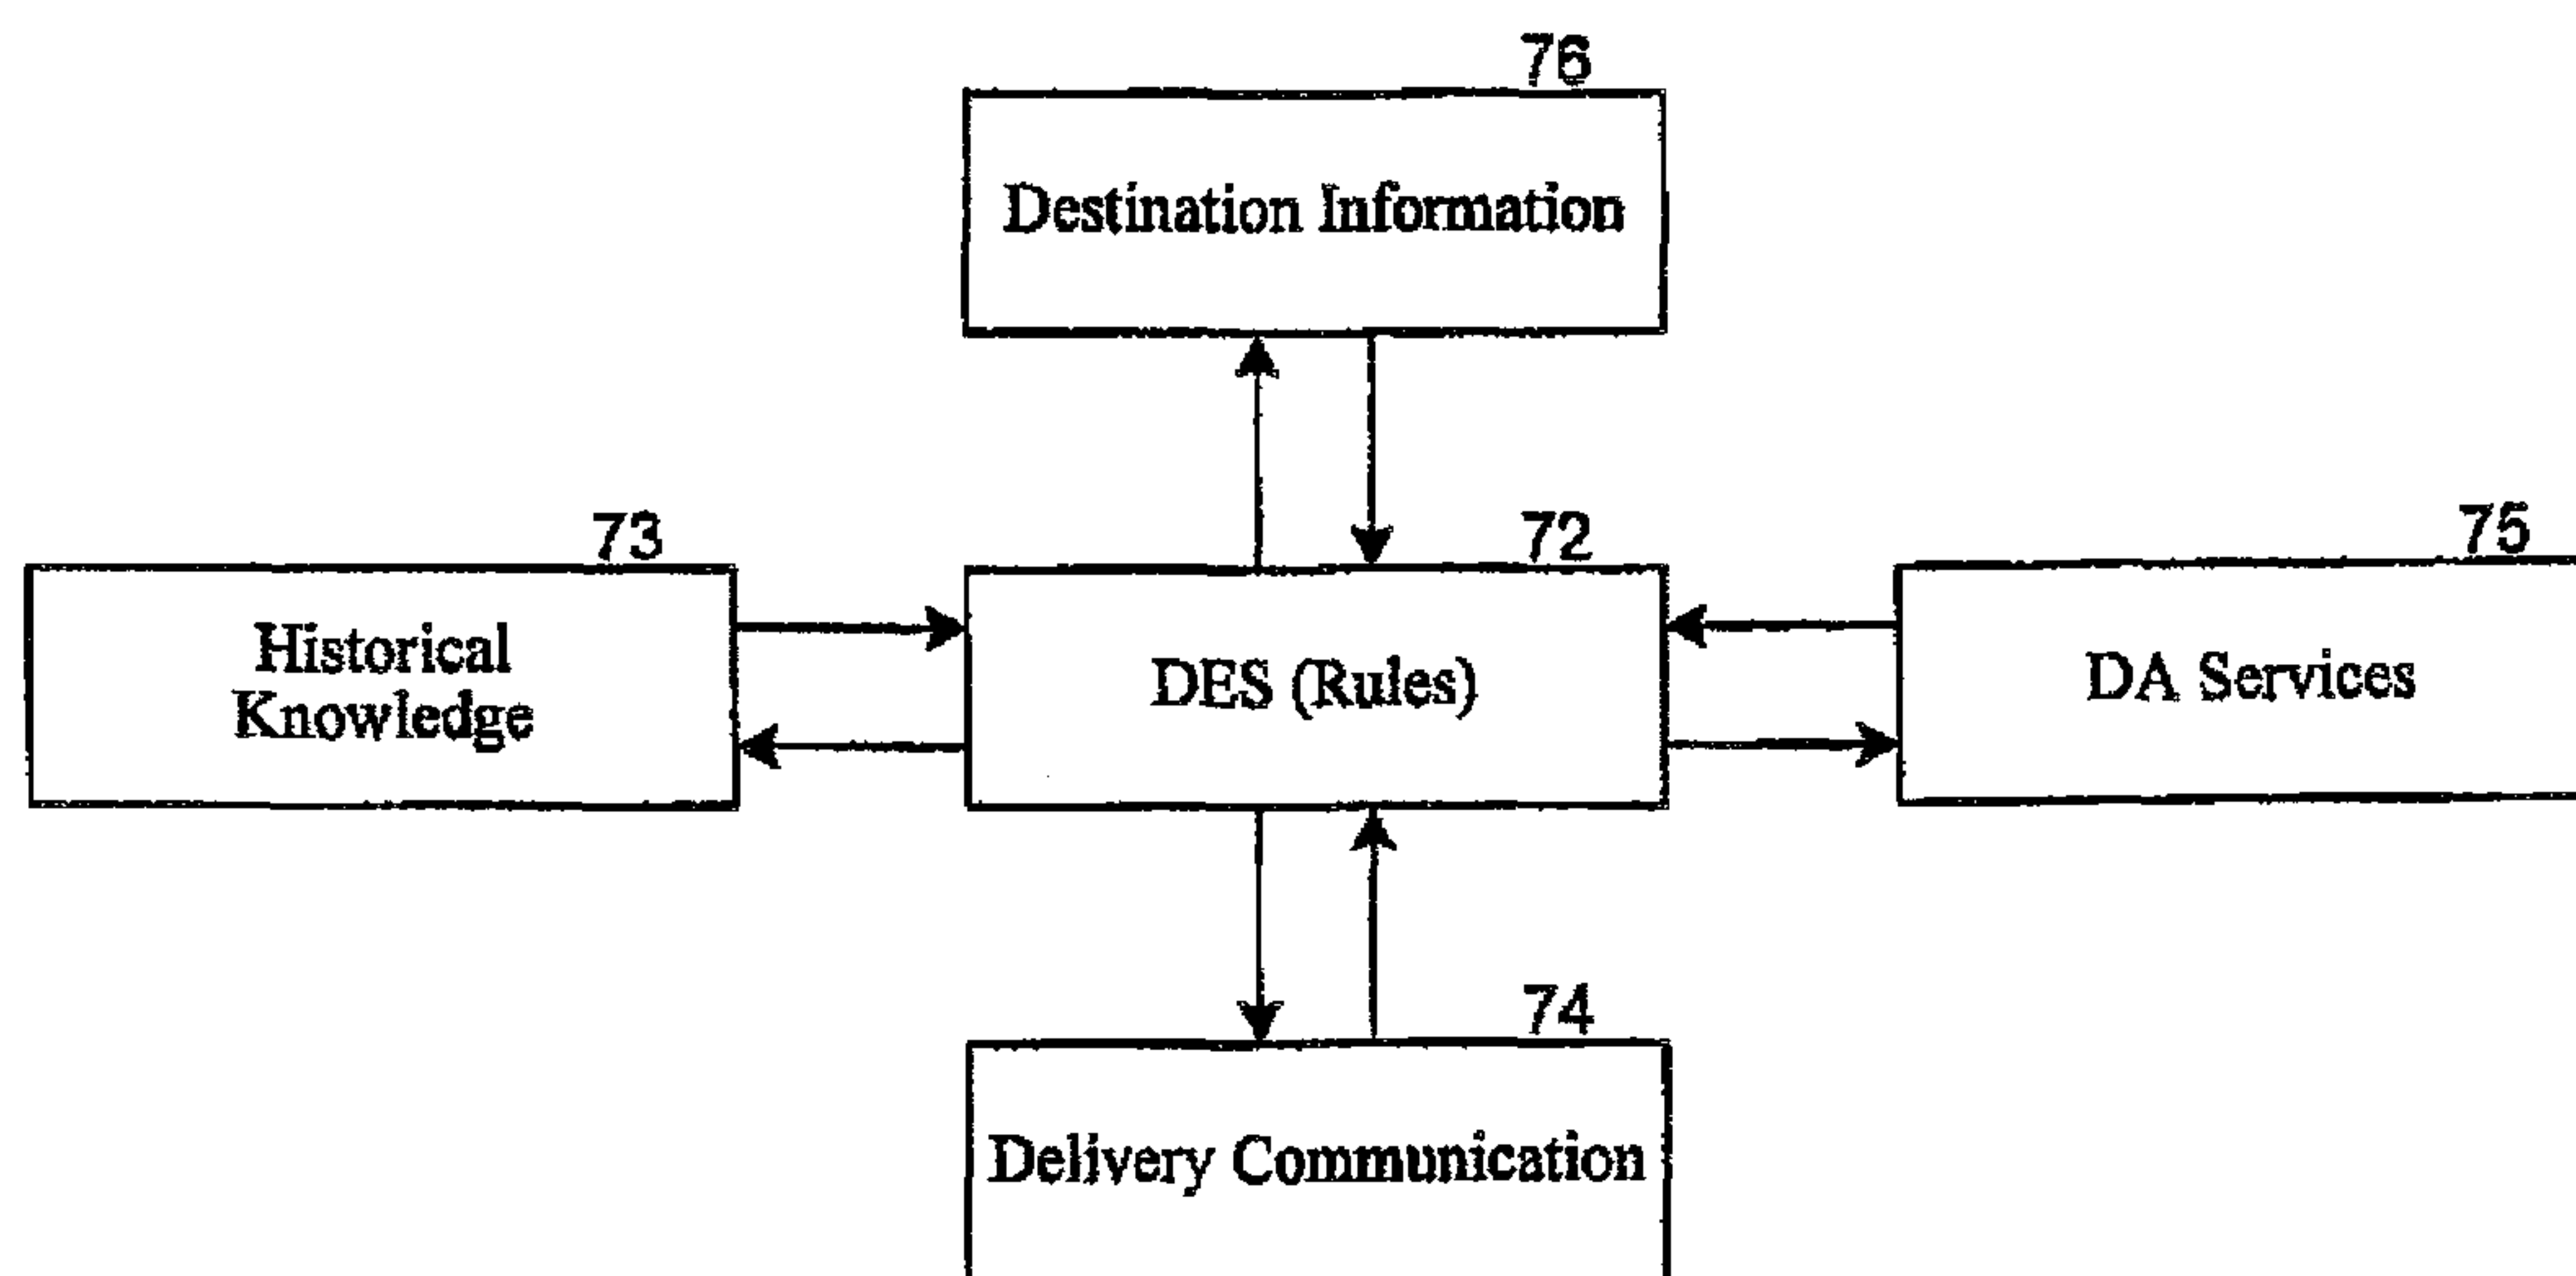 76
Destination Information
73
72
75
Historical
Knowledge
DES (Rules)
DA Services
74
Delivery Communication